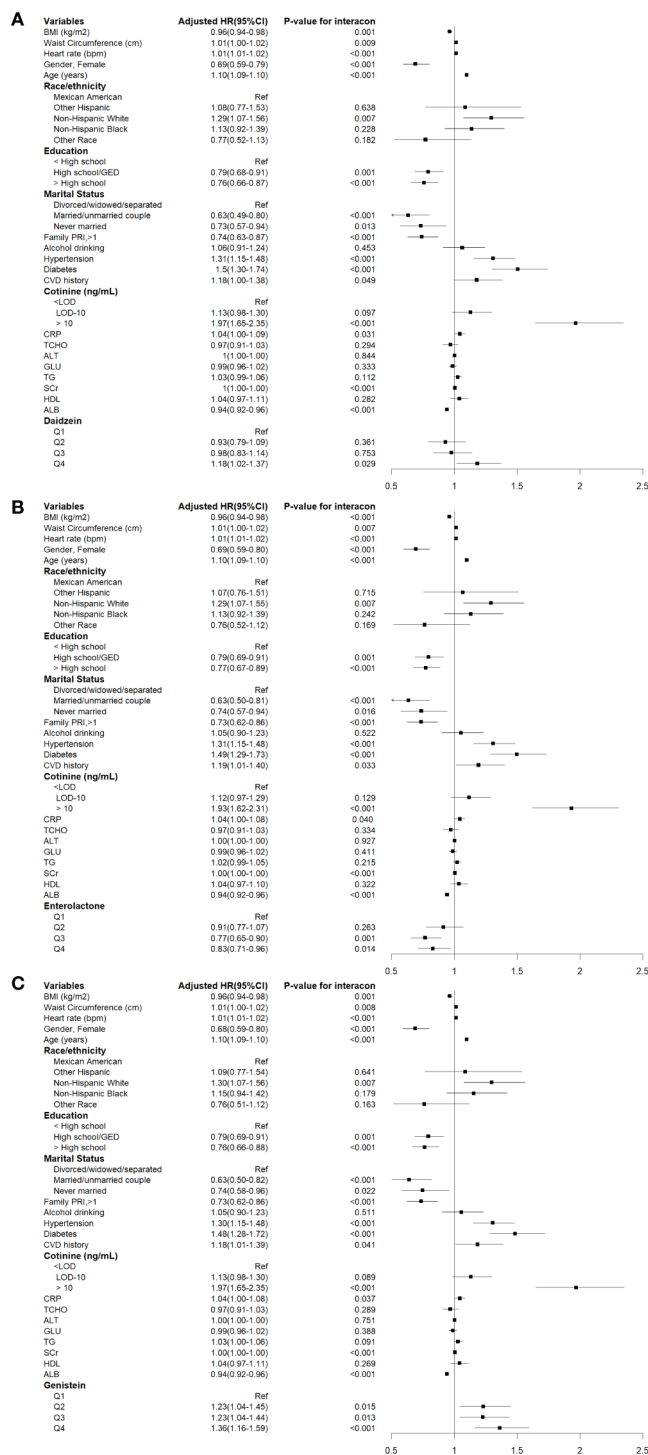 A
Variables Adjusted HR(95%CI) P-value for interacon
BMI (kg/m2) 0.96(0.94-0.98) 0.001
Waist Circumference (cm) 1.01(1.00-1.02) 0.009
Heart rate (bpm) 1.01(1.01-1.02) <0.001
Gender, Female 0.69(0.59-0.79) <0.001
Age (years) 1.10(1.09-1.10) <0.001
Race/ethnicity
Mexican American Ref
Other Hispanic 1.08(0.77-1.53) 0.638
Non-Hispanic White 1.29(1.07-1.56) 0.007
Non-Hispanic Black 1.13(0.92-1.39) 0.228
Other Race 0.77(0.52-1.13) 0.182
Education
< High school Ref
High school/GED 0.79(0.68-0.91) 0.001
> High school 0.76(0.66-0.87) <0.001
Marital Status
Divorced/widowed/separated Ref
Married/unmarried couple 0.63(0.49-0.80) <0.001
Never married 0.73(0.57-0.94) 0.013
Family PRI,>1 0.74(0.63-0.87) <0.001
Alcohol drinking 1.06(0.91-1.24) 0.453
Hypertension 1.31(1.15-1.48) <0.001
Diabetes 1.5(1.30-1.74) <0.001
CVD history 1.18(1.00-1.38) 0.049
Cotinine (ng/mL)
<LOD Ref
LOD-10 1.13(0.98-1.30) 0.097
> 10 1.97(1.65-2.35) <0.001
CRP 1.04(1.00-1.09) 0.031
TCHO 0.97(0.91-1.03) 0.294
ALT 1(1.00-1.00) 0.844
GLU 0.99(0.96-1.02) 0.333
TG 1.03(0.99-1.06) 0.112
SCr 1(1.00-1.00) <0.001
HDL 1.04(0.97-1.11) 0.282
ALB 0.94(0.92-0.96) <0.001
Daidzein
Q1 Ref
Q2 0.93(0.79-1.09) 0.361
Q3 0.98(0.83-1.14) 0.753
Q4 1.18(1.02-1.37) 0.029
0.5 1 1.5 2 2.5
B
Variables Adjusted HR(95%CI) P-value for interacon
BMI (kg/m2) 0.96(0.94-0.98) <0.001
Waist Circumference (cm) 1.01(1.00-1.02) 0.007
Heart rate (bpm) 1.01(1.01-1.02) <0.001
Gender, Female 0.69(0.59-0.80) <0.001
Age (years) 1.10(1.09-1.10) <0.001
Race/ethnicity
Mexican American Ref
Other Hispanic 1.07(0.76-1.51) 0.715
Non-Hispanic White 1.29(1.07-1.55) 0.007
Non-Hispanic Black 1.13(0.92-1.39) 0.242
Other Race 0.76(0.52-1.12) 0.169
Education
< High school Ref
High school/GED 0.79(0.69-0.91) 0.001
> High school 0.77(0.67-0.89) <0.001
Marital Status
Divorced/widowed/separated Ref
Married/unmarried couple 0.63(0.50-0.81) <0.001
Never married 0.74(0.57-0.94) 0.016
Family PRI,>1 0.73(0.62-0.86) <0.001
Alcohol drinking 1.05(0.90-1.23) 0.522
Hypertension 1.31(1.15-1.48) <0.001
Diabetes 1.49(1.29-1.73) <0.001
CVD history 1.19(1.01-1.40) 0.033
Cotinine (ng/mL)
<LOD Ref
LOD-10 1.12(0.97-1.29) 0.129
> 10 1.93(1.62-2.31) <0.001
CRP 1.04(1.00-1.08) 0.040
TCHO 0.97(0.91-1.03) 0.334
ALT 1.00(1.00-1.00) 0.927
GLU 0.99(0.96-1.02) 0.411
TG 1.02(0.99-1.05) 0.215
SCr 1.00(1.00-1.00) <0.001
HDL 1.04(0.97-1.10) 0.322
ALB 0.94(0.92-0.96) <0.001
Enterolactone
Q1 Ref
Q2 0.91(0.77-1.07) 0.263
Q3 0.77(0.65-0.90) 0.001
Q4 0.83(0.71-0.96) 0.014
0.5 1 1.5 2 2.5
C
Variables Adjusted HR(95%CI) P-value for interacon
BMI (kg/m2) 0.96(0.94-0.98) 0.001
Waist Circumference (cm) 1.01(1.00-1.02) 0.008
Heart rate (bpm) 1.01(1.01-1.02) <0.001
Gender, Female 0.68(0.59-0.80) <0.001
Age (years) 1.10(1.09-1.10) <0.001
Race/ethnicity
Mexican American Ref
Other Hispanic 1.09(0.77-1.54) 0.641
Non-Hispanic White 1.30(1.07-1.56) 0.007
Non-Hispanic Black 1.15(0.94-1.42) 0.179
Other Race 0.76(0.51-1.12) 0.163
Education
< High school Ref
High school/GED 0.79(0.69-0.91) 0.001
> High school 0.76(0.66-0.88) <0.001
Marital Status
Divorced/widowed/separated Ref
Married/unmarried couple 0.63(0.50-0.82) <0.001
Never married 0.74(0.58-0.96) 0.022
Family PRI,>1 0.73(0.62-0.86) <0.001
Alcohol drinking 1.05(0.90-1.23) 0.511
Hypertension 1.30(1.15-1.48) <0.001
Diabetes 1.48(1.28-1.72) <0.001
CVD history 1.18(1.01-1.39) 0.041
Cotinine (ng/mL)
<LOD Ref
LOD-10 1.13(0.98-1.30) 0.089
> 10 1.97(1.65-2.35) <0.001
CRP 1.04(1.00-1.08) 0.037
TCHO 0.97(0.91-1.03) 0.289
ALT 1.00(1.00-1.00) 0.751
GLU 0.99(0.96-1.02) 0.388
TG 1.03(1.00-1.06) 0.091
SCr 1.00(1.00-1.00) <0.001
HDL 1.04(0.97-1.11) 0.269
ALB 0.94(0.92-0.96) <0.001
Genistein
Q1 Ref
Q2 1.23(1.04-1.45) 0.015
Q3 1.23(1.04-1.44) 0.013
Q4 1.36(1.16-1.59) <0.001
0.5 1 1.5 2 2.5